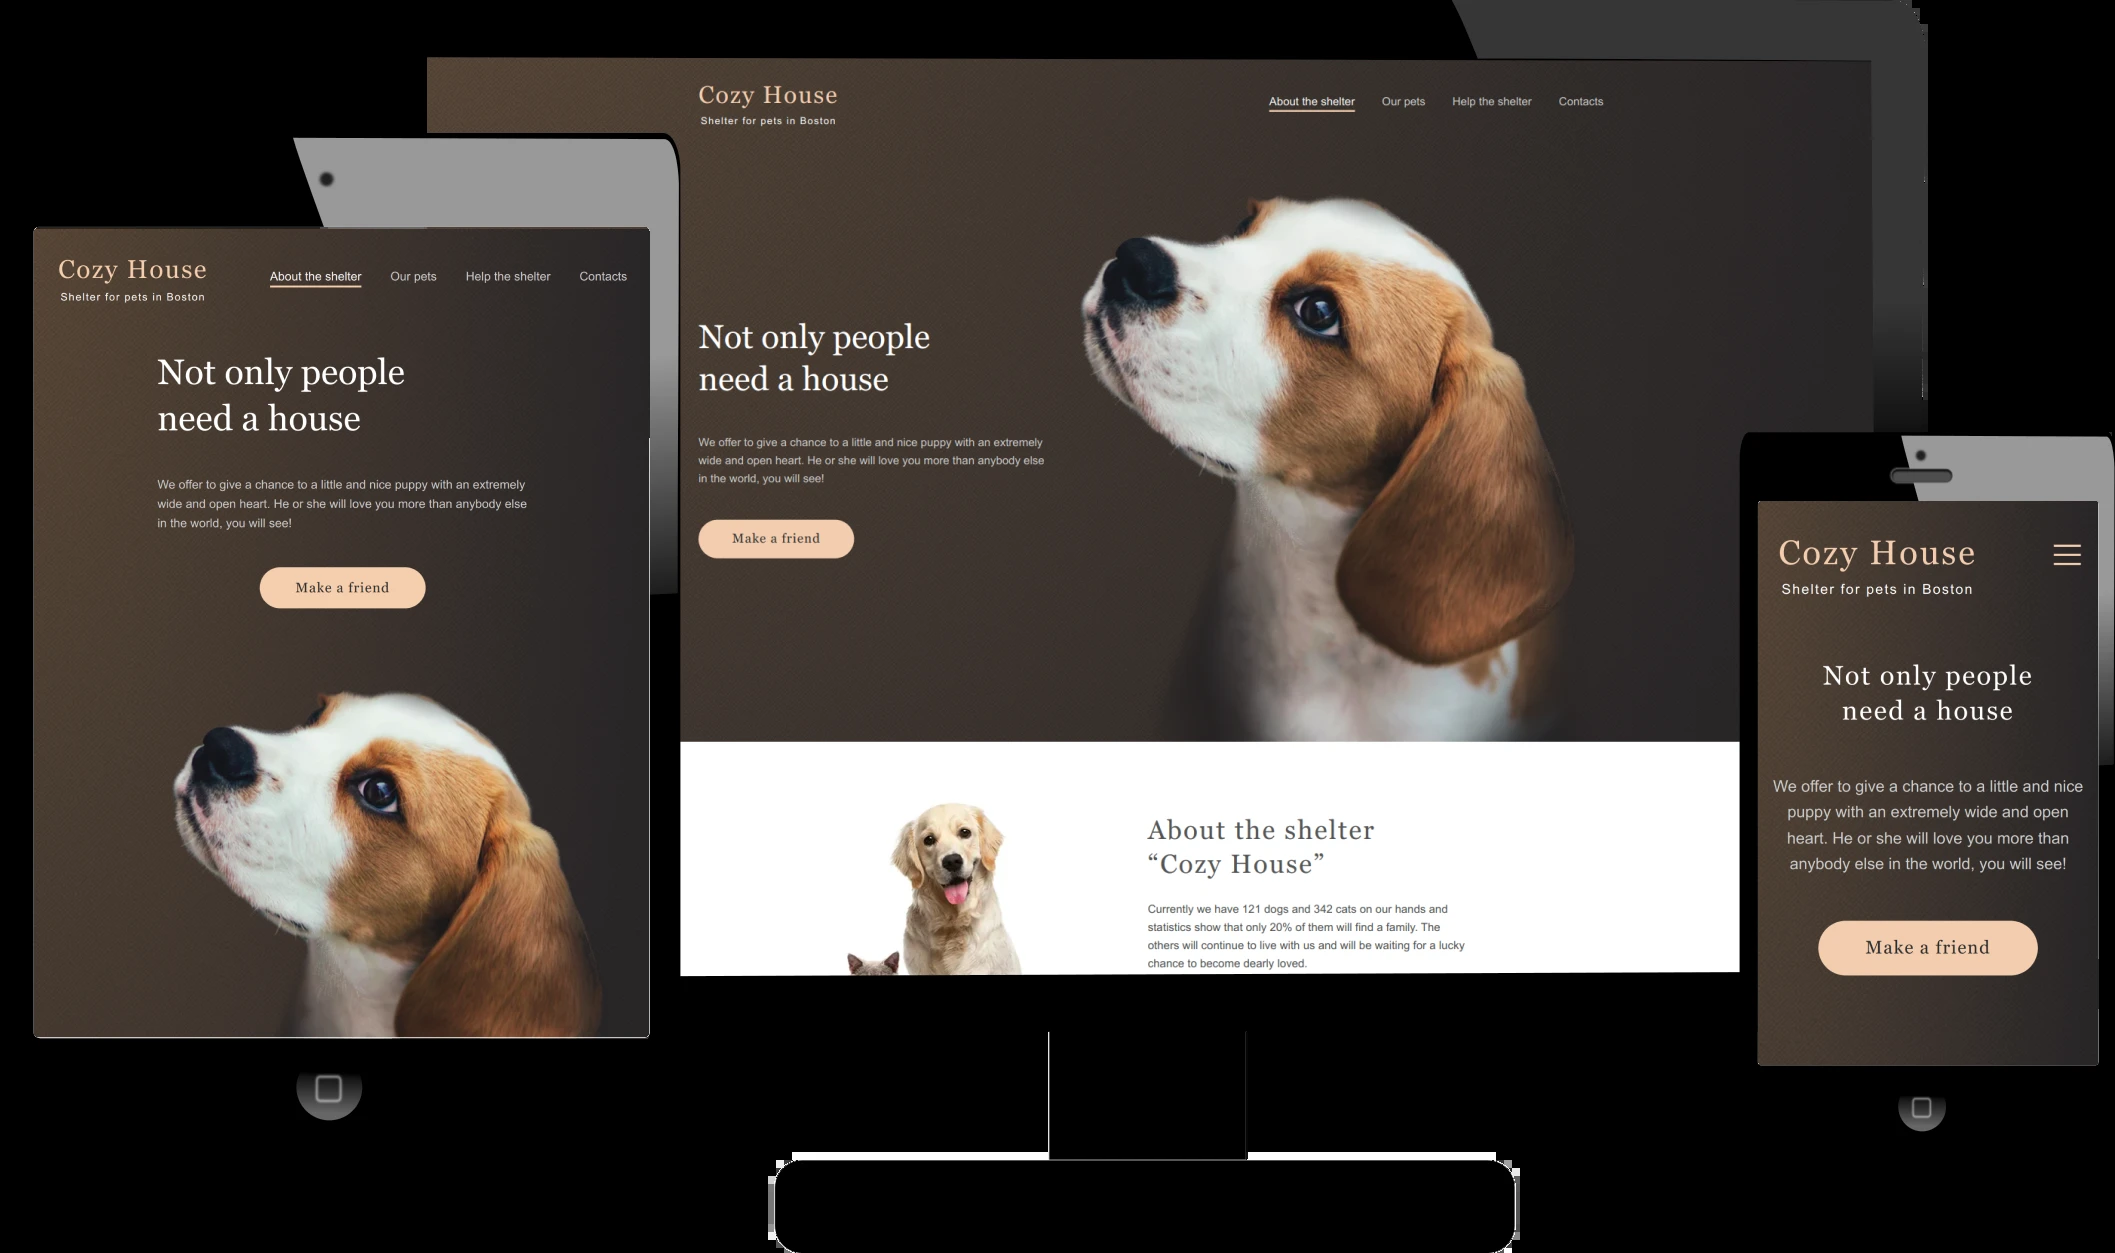 Cozy House
Shelter for pets in Boston
About the shelter
Our pets
Help the shelter
Contacts
Not only people
need a house
We offer to give a chance to a little and nice puppy with an extremely
wide and open heart. He or she will love you more than anybody else
in the world, you will see!
Make a friend
Cozy House
Shelter for pets in Boston
About the shelter
Our pets
Help the shelter
Contacts
Not only people
need a house
We offer to give a chance to a little and nice puppy with an extremely
wide and open heart. He or she will love you more than anybody else
in the world, you will see!
Make a friend
About the shelter
“Cozy House”
Currently we have 121 dogs and 342 cats on our hands and
statistics show that only 20% of them will find a family. The
others will continue to live with us and will be waiting for a lucky
chance to become dearly loved.
Cozy House
Shelter for pets in Boston
Not only people
need a house
We offer to give a chance to a little and nice
puppy with an extremely wide and open
heart. He or she will love you more than
anybody else in the world, you will see!
Make a friend